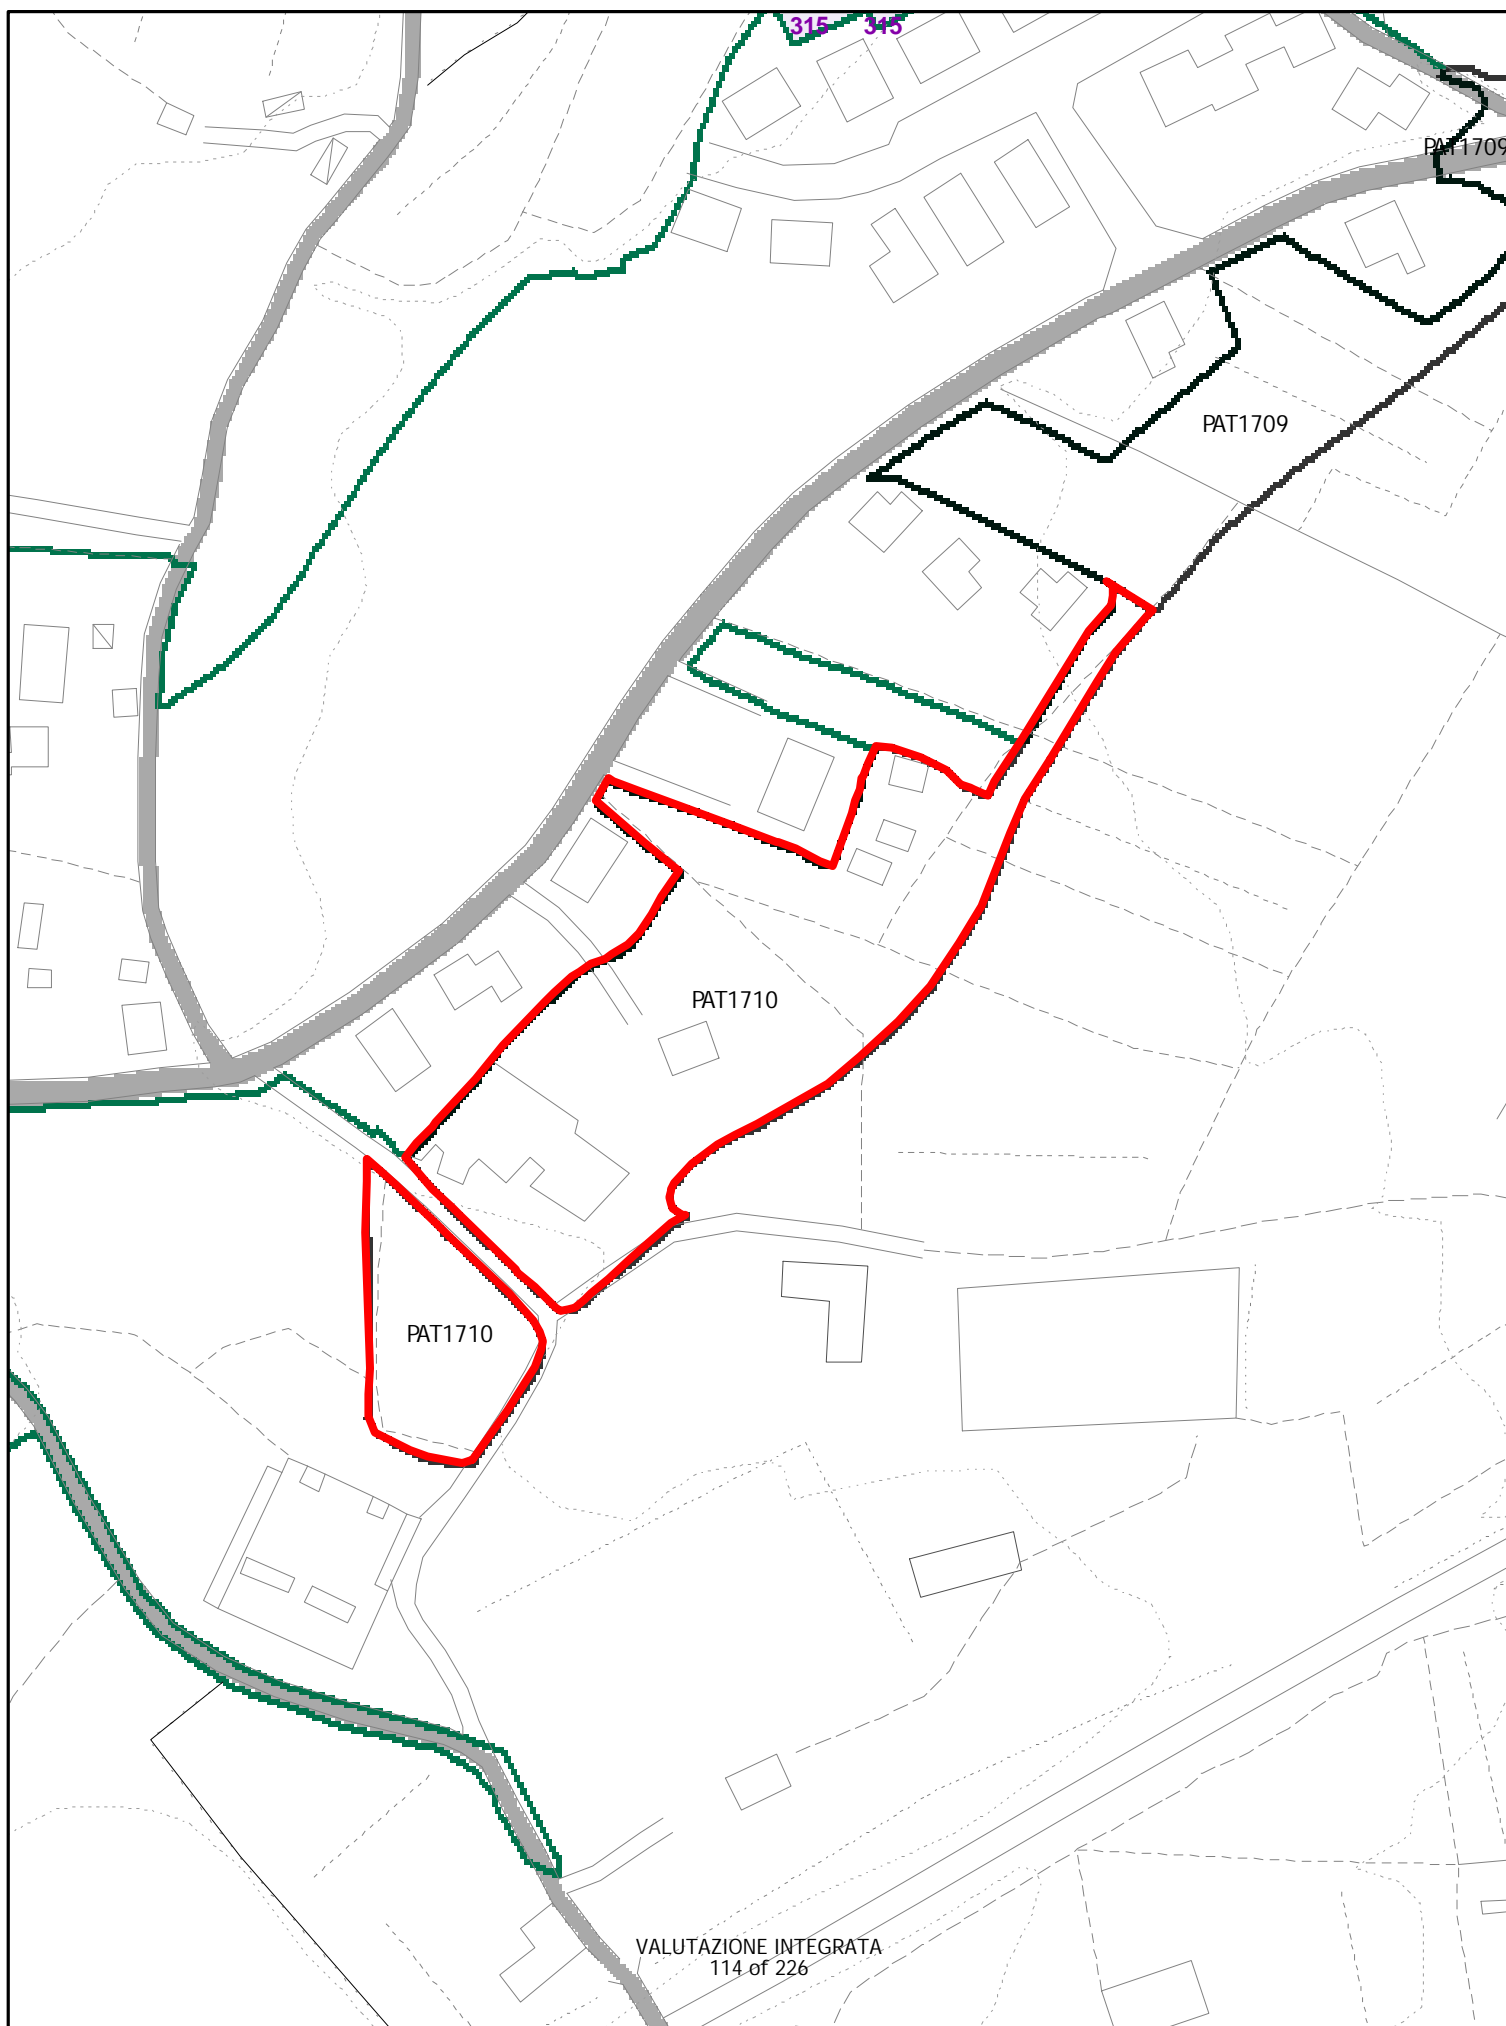 315 315
PAT1709
PAT1709
PAT1710
PAT1710
VALUTAZIONE INTEGRATA
114 of 226